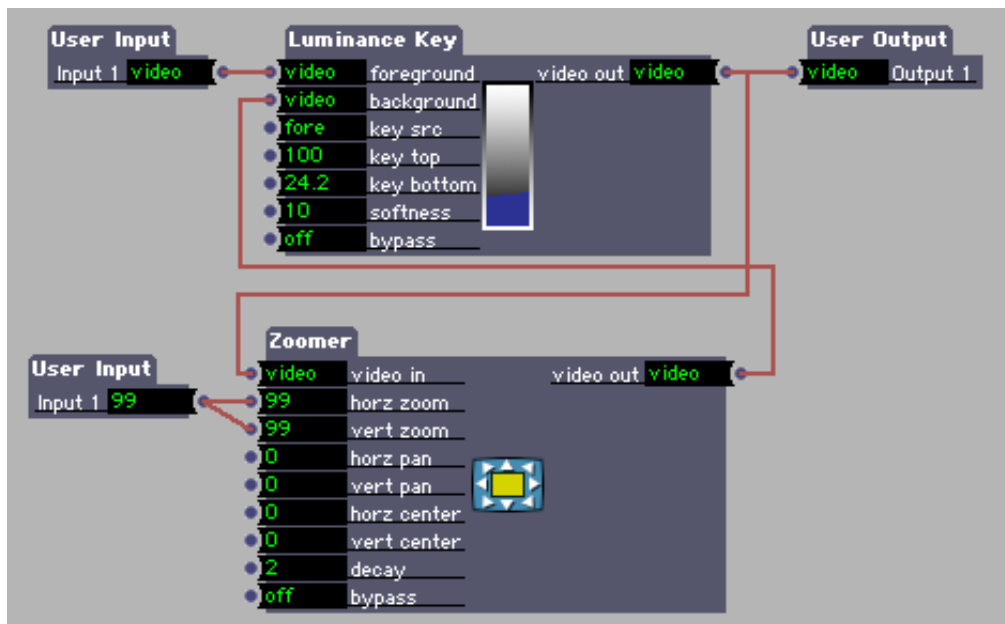 User Input
Input 1 video
Luminance Key
video foreground video out video
video background
fore key src
100 key top
24.2 key bottom
10 softness
off bypass
User Output
video Output 1
User Input
Input 1 99
Zoomer
video video in video out video
99 horz zoom
99 vert zoom
0 horz pan
0 vert pan
0 horz center
0 vert center
2 decay
off bypass